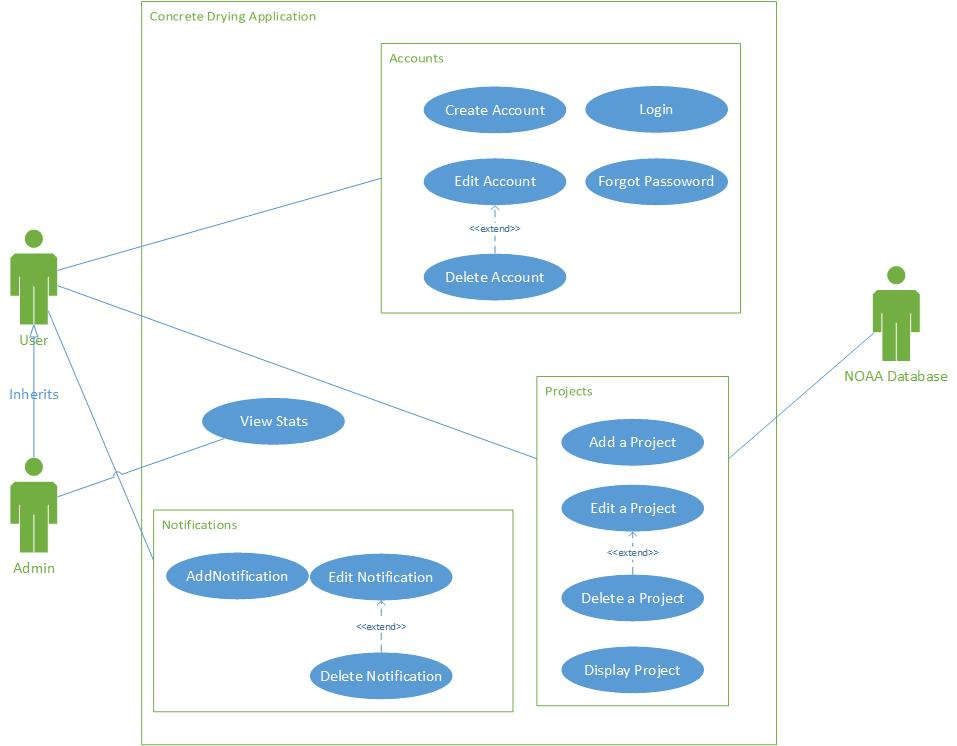 Concrete Drying Application
Accounts
Create Account
Login
Edit Account
Forgot Passoword
<<extend>>
Delete Account
User
Inherits
Admin
NOAA Database
View Stats
Projects
Add a Project
Edit a Project
<<extend>>
Delete a Project
Display Project
Notifications
AddNotification
Edit Notification
<<extend>>
Delete Notification